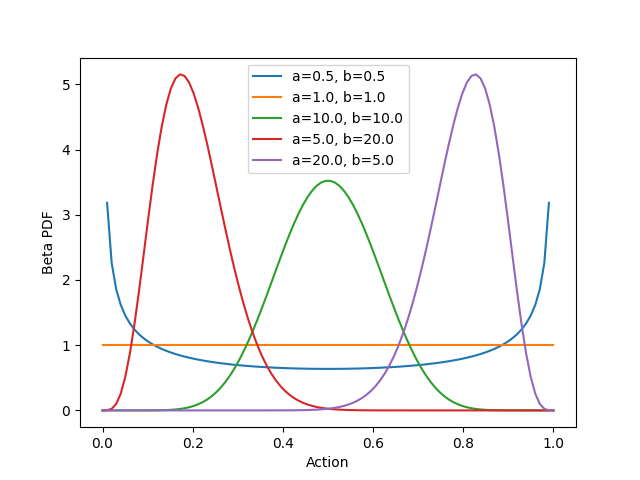 a=0.5, b=0.5
a=1.0, b=1.0
a=10.0, b=10.0
a=5.0, b=20.0
a=20.0, b=5.0
5
4
3
2
1
0
Beta PDF
0.0 0.2 0.4 0.6 0.8 1.0
Action